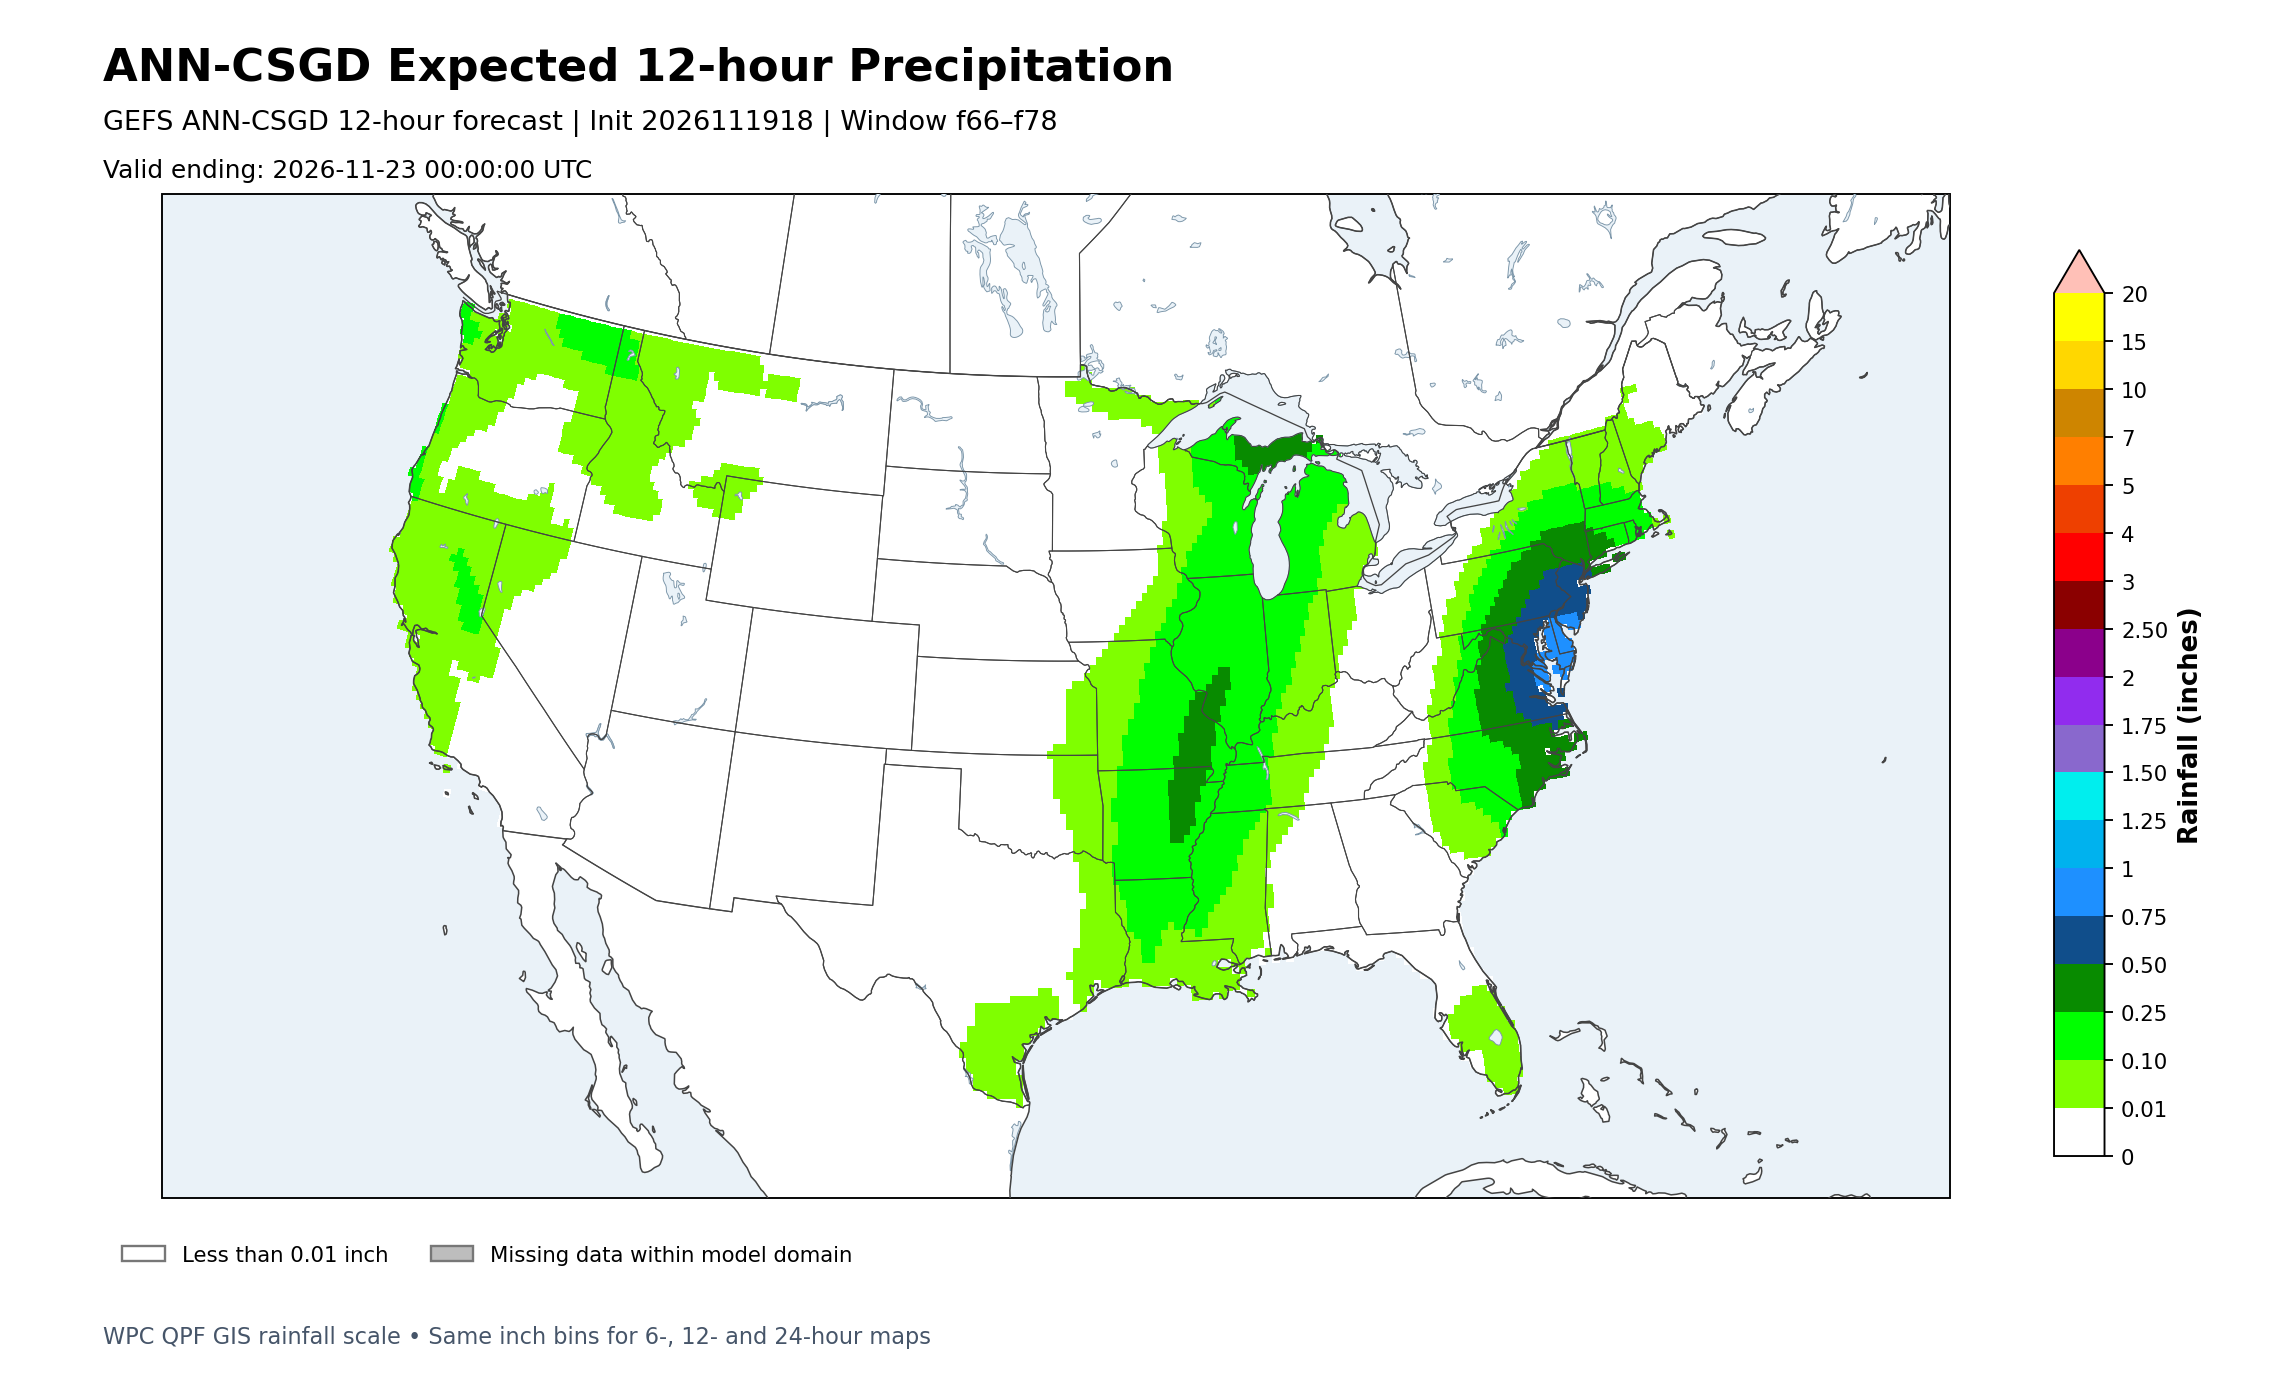 ANN-CSGD Expected 12-hour Precipitation
GEFS ANN-CSGD 12-hour forecast | Init 2026111918 | Window f66–f78
Valid ending: 2026-11-23 00:00:00 UTC
20
15
10
7
5
4
3
2.50
2
1.75
1.50
1.25
1
0.75
0.50
0.25
0.10
0.01
0
Rainfall (inches)
Less than 0.01 inch
Missing data within model domain
WPC QPF GIS rainfall scale • Same inch bins for 6-, 12- and 24-hour maps